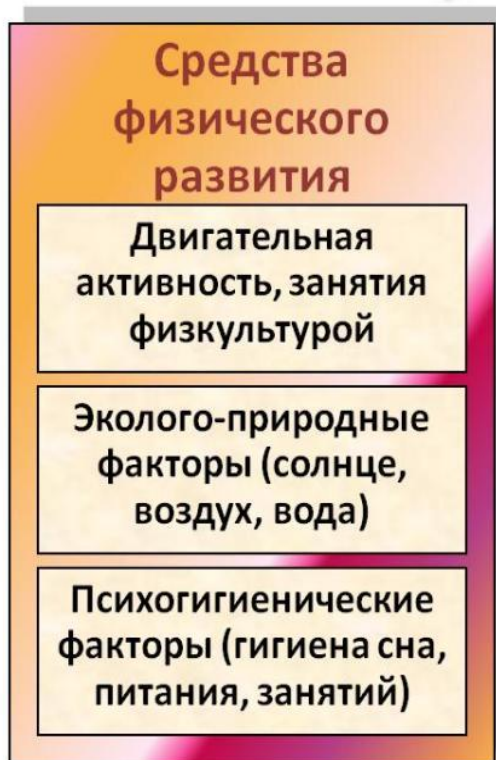 Средства
физического
развития
Двигательная
активность, занятия
физкультурой
Эколого-природные
факторы (солнце,
воздух, вода)
Психогигиенические
факторы (гигиена сна,
питания, занятий)